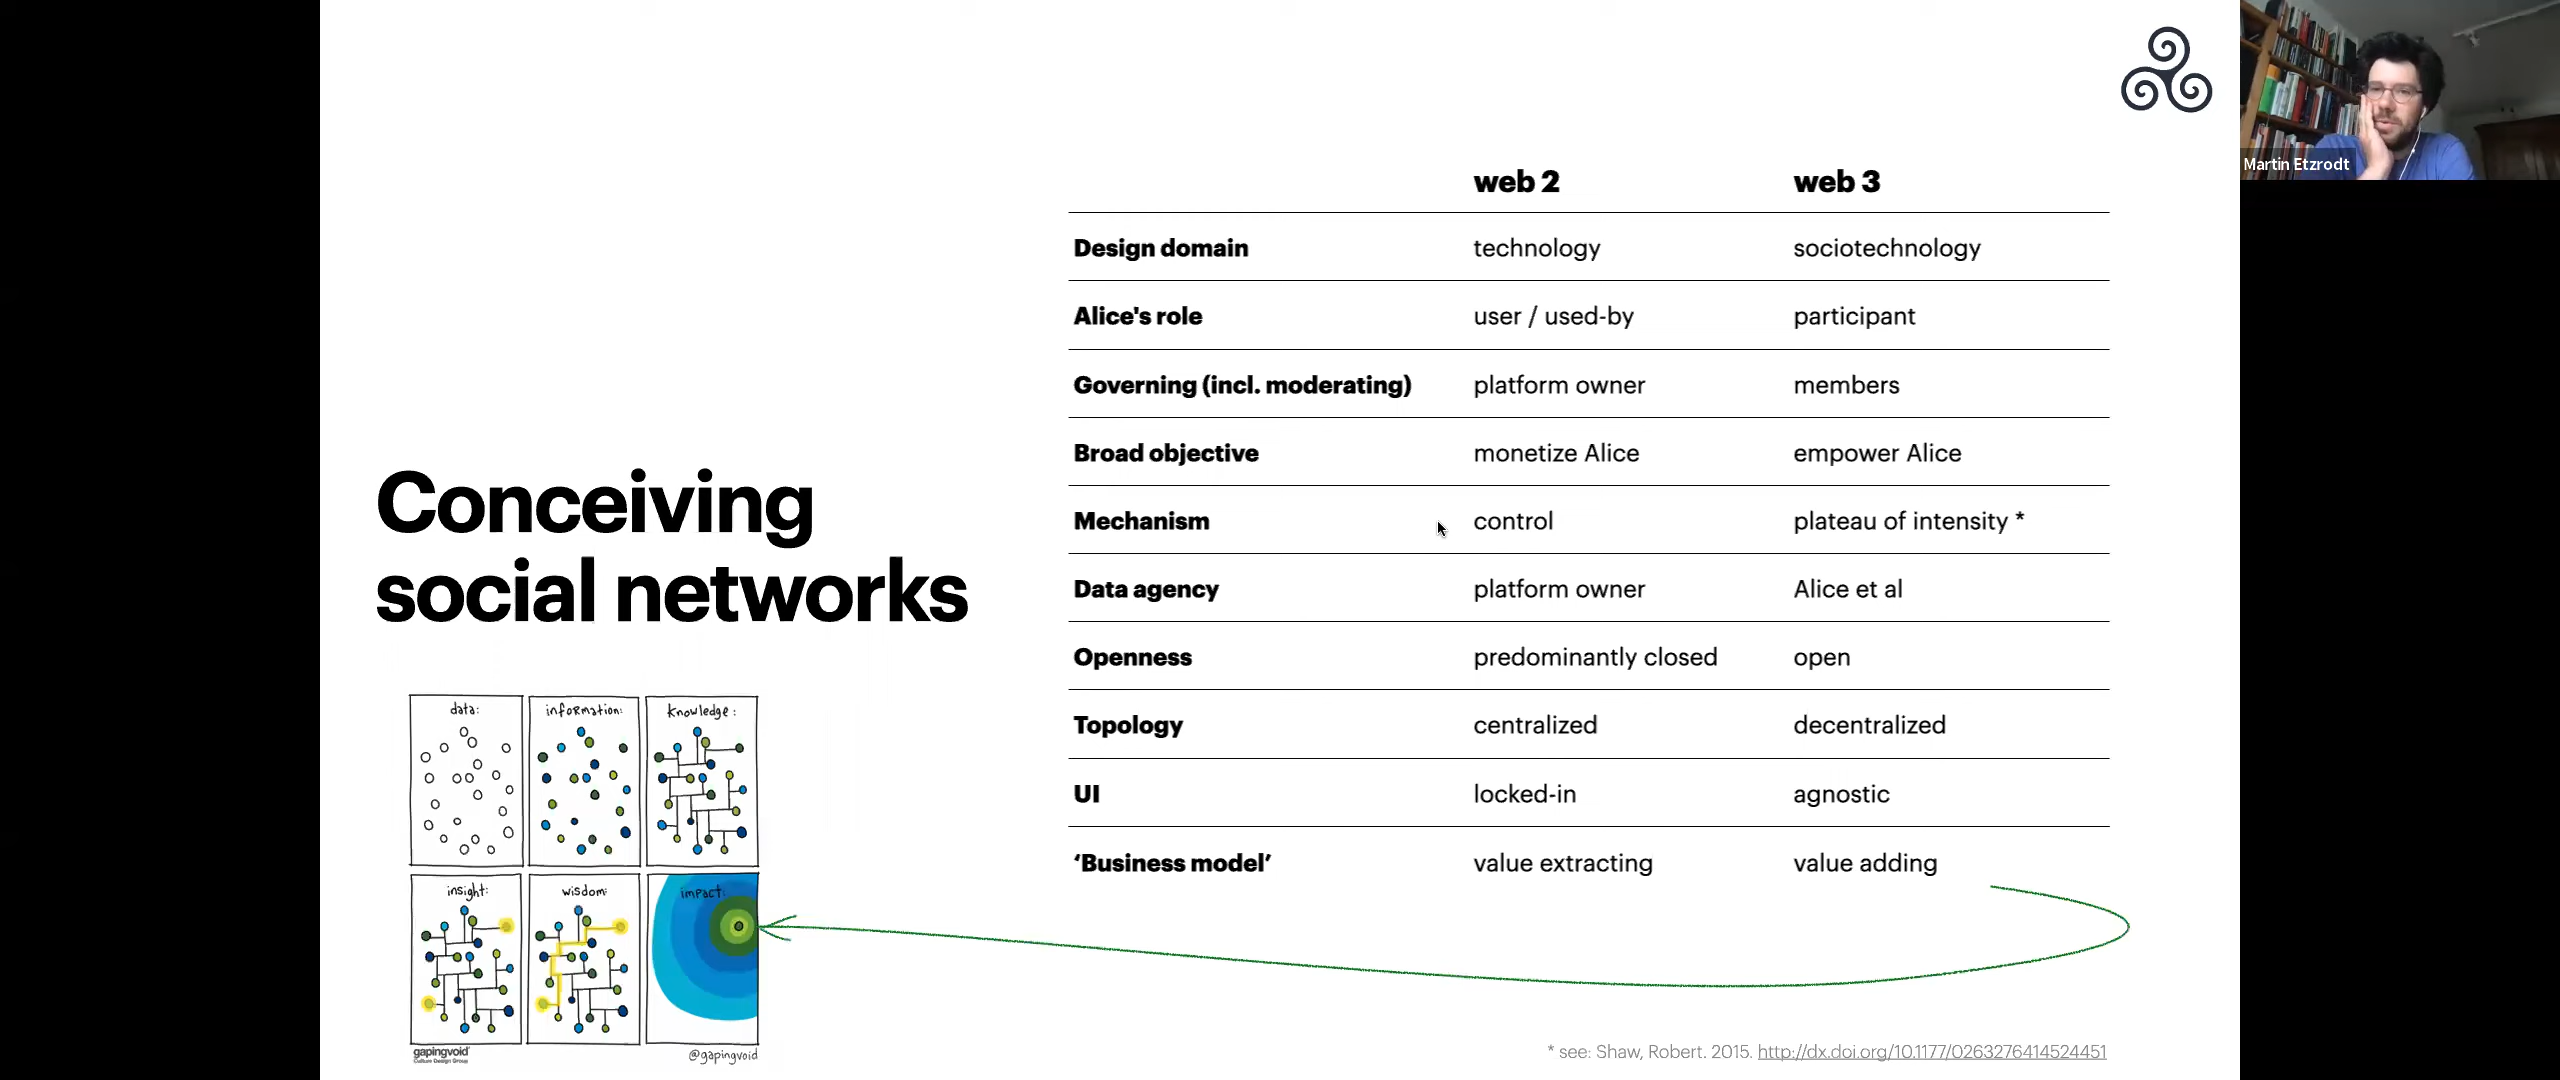 Martin Etzrodt
web 2 web 3
Design domain technology sociotechnology
Alice's role user / used-by participant
Governing (incl. moderating) platform owner members
Broad objective monetize Alice empower Alice
Mechanism control plateau of intensity *
Data agency platform owner Alice et al
Openness predominantly closed open
Topology centralized decentralized
UI locked-in agnostic
‘Business model’ value extracting value adding
Conceiving
social networks
data: information: knowledge:
insight: wisdom: impact:
gapingvoid
Culture Design Group
@gapingvoid
* see: Shaw, Robert. 2015. http://dx.doi.org/10.1177/0263276414524451